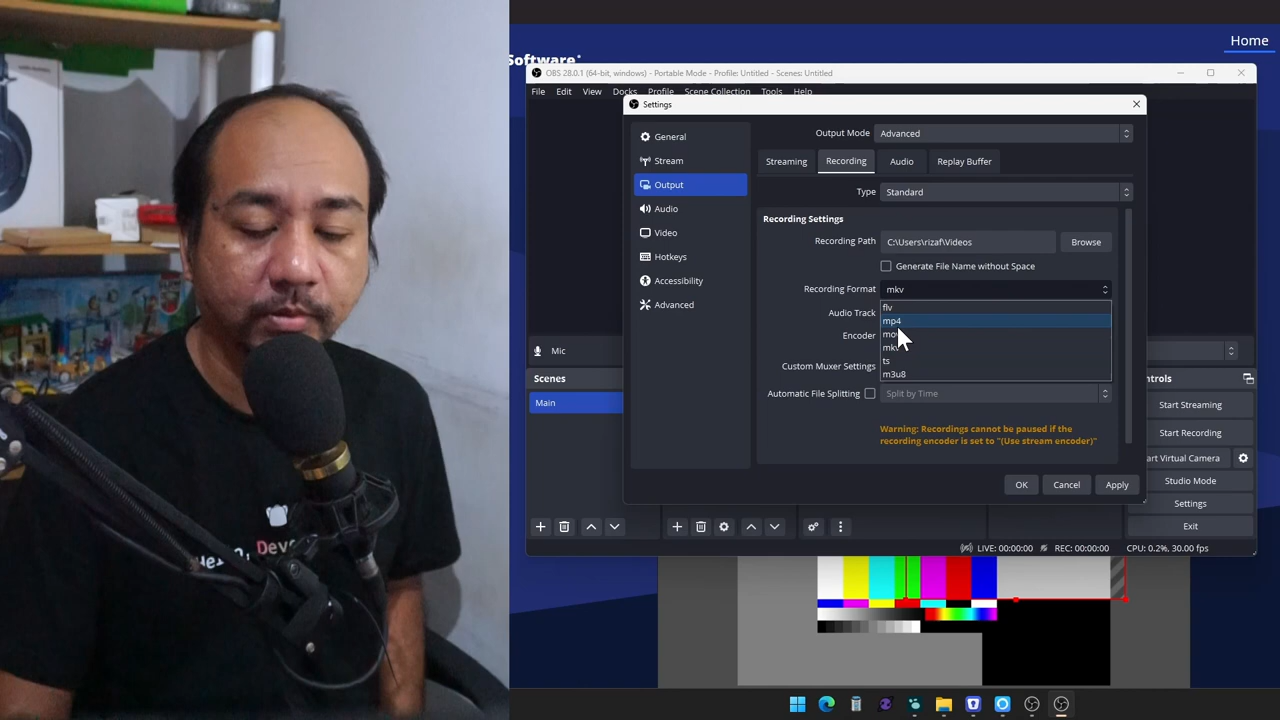 Home
Software
OBS 28.0.1 (64-bit, windows) - Portable Mode - Profile: Untitled - Scenes: Untitled
File Edit View Docks Profile Scene Collection Tools Help
Settings
General
Stream
Output
Audio
Video
Hotkeys
Accessibility
Advanced
Output Mode Advanced
Streaming Recording Audio Replay Buffer
Type Standard
Recording Settings
Recording Path C:\Users\rizaf\Videos Browse
Generate File Name without Space
Recording Format mkv
flv
mp4
ts
m3u8
Audio Track
Encoder
Custom Muxer Settings
Automatic File Splitting Split by Time
Warning: Recordings cannot be paused if the
recording encoder is set to "(Use stream encoder)"
OK Cancel Apply
Mic
Scenes
Main
ntrols
Start Streaming
Start Recording
art Virtual Camera
Studio Mode
Settings
Exit
LIVE: 00:00:00 REC: 00:00:00 CPU: 0.2%, 30.00 fps